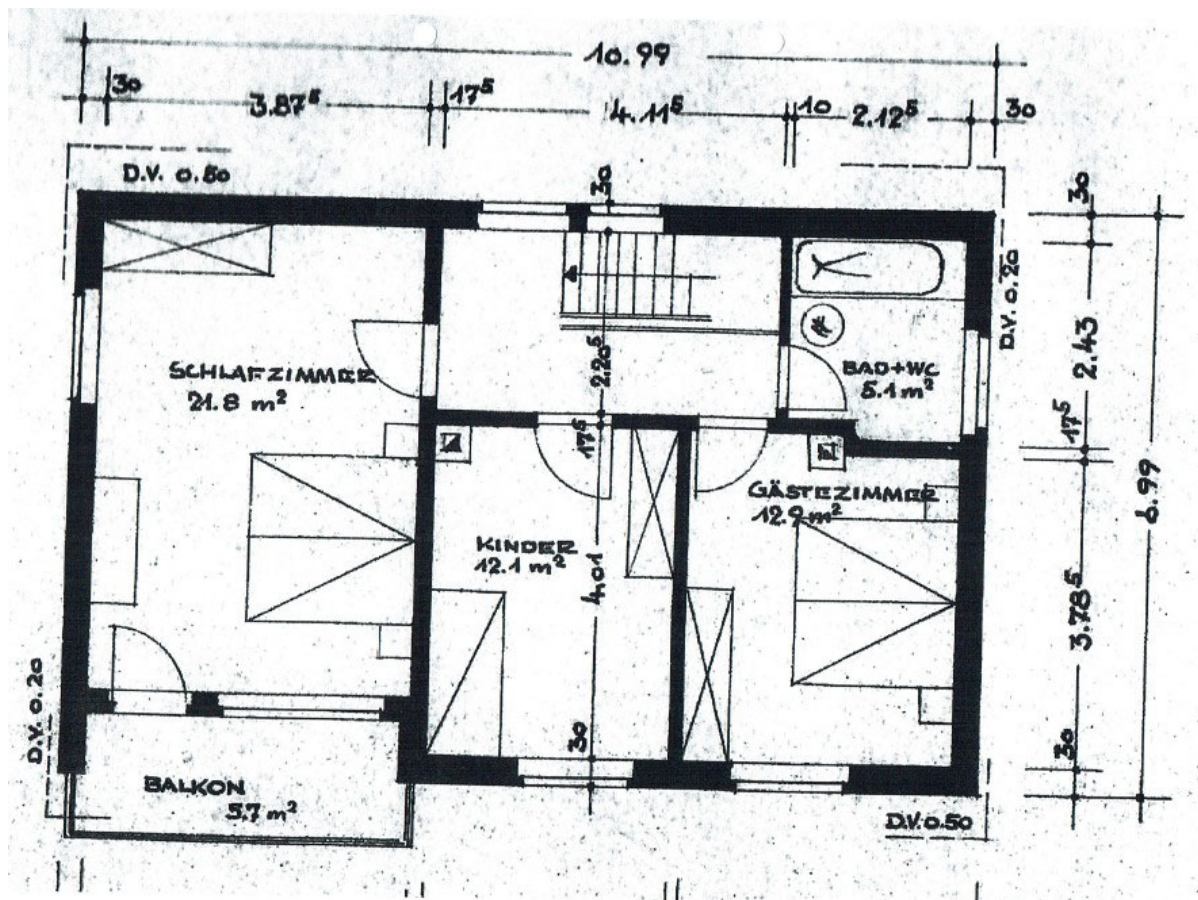 10.99
30 3.87⁵ 17⁵ 4.11⁵ 10 2.12⁵ 30
D.V. 0.50
30
30
D.V. 0.20
2.43
SCHLAFZIMMER
21.8 m²
2.20⁵
BAD+WC
5.1 m²
17⁵
17⁵
6.99
GÄSTEZIMMER
12.9 m²
KINDER
12.1 m²
4.01
3.78⁵
D.V. 0.20
30
30
BALKON
5.7 m²
D.V. 0.50